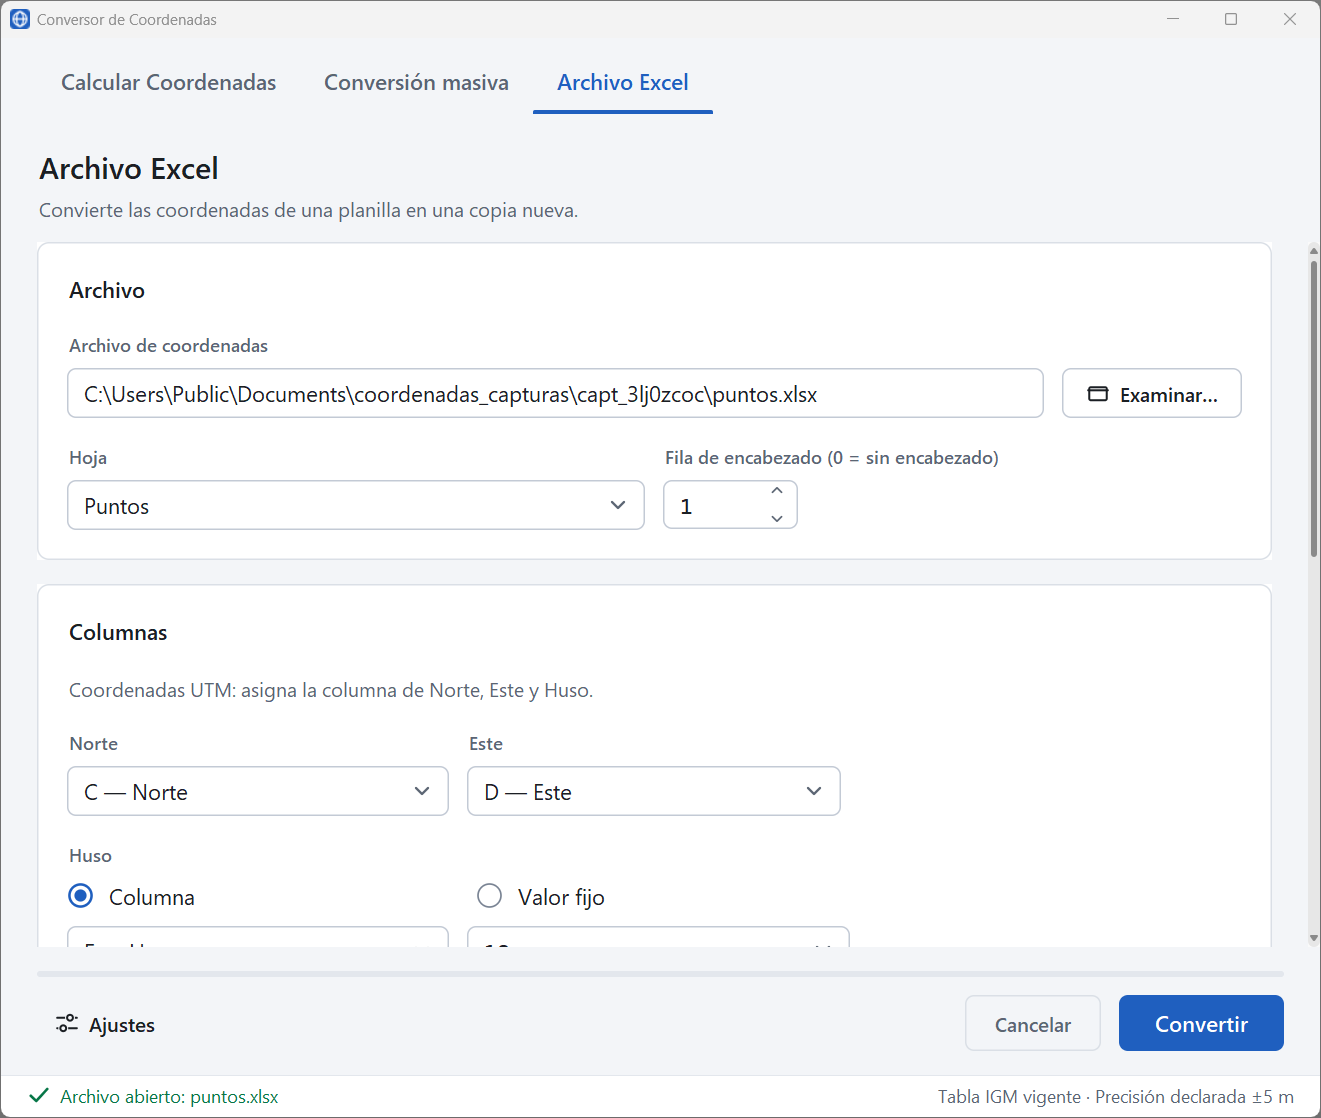 Conversor de Coordenadas
Calcular Coordenadas
Conversión masiva
Archivo Excel
Archivo Excel
Convierte las coordenadas de una planilla en una copia nueva.
Archivo
Archivo de coordenadas
C:\Users\Public\Documents\coordenadas_capturas\capt_3lj0zcoc\puntos.xlsx
Examinar...
Hoja
Fila de encabezado (0 = sin encabezado)
Puntos
1
Columnas
Coordenadas UTM: asigna la columna de Norte, Este y Huso.
Norte
Este
C — Norte
D — Este
Huso
Columna
Valor fijo
Ajustes
Cancelar
Convertir
Archivo abierto: puntos.xlsx
Tabla IGM vigente · Precisión declarada ±5 m